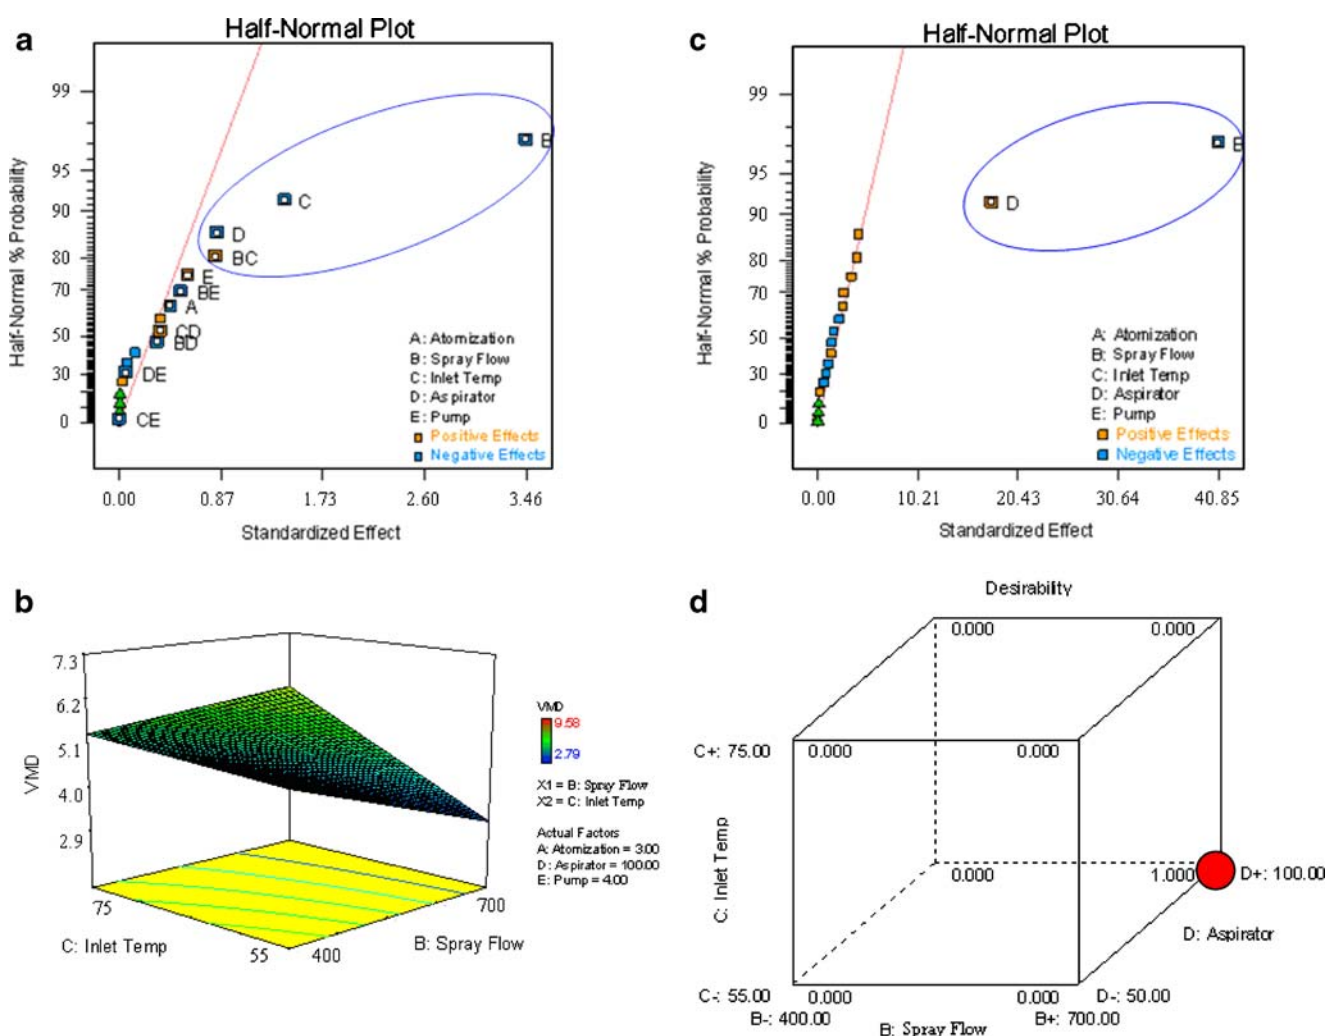 a
Half-Normal Plot
Half-Normal % Probability
99
95
90
80
70
50
30
0
B
C
D
BC
E
BE
A
CD
BD
DE
CE
A: Atomization
B: Spray Flow
C: Inlet Temp
D: Aspirator
E: Pump
Positive Effects
Negative Effects
0.00 0.87 1.73 2.60 3.46
Standardized Effect
c
Half-Normal Plot
Half-Normal % Probability
99
95
90
80
70
50
30
0
B
D
A: Atomization
B: Spray Flow
C: Inlet Temp
D: Aspirator
E: Pump
Positive Effects
Negative Effects
0.00 10.21 20.43 30.64 40.85
Standardized Effect
b
VMD
7.3
6.2
5.1
4.0
2.9
75
C: Inlet Temp
55
400
B: Spray Flow
700
VMD
9.58
2.79
X1 = B: Spray Flow
X2 = C: Inlet Temp
Actual Factors
A: Atomization = 3.00
D: Aspirator = 100.00
E: Pump = 4.00
d
Desirability
0.000 0.000
C+: 75.00 0.000 0.000
C: Inlet Temp
0.000 1.000 D+: 100.00
D: Aspirator
C-: 55.00 0.000 0.000 D-: 50.00
B-: 400.00 B: Spray Flow B+: 700.00